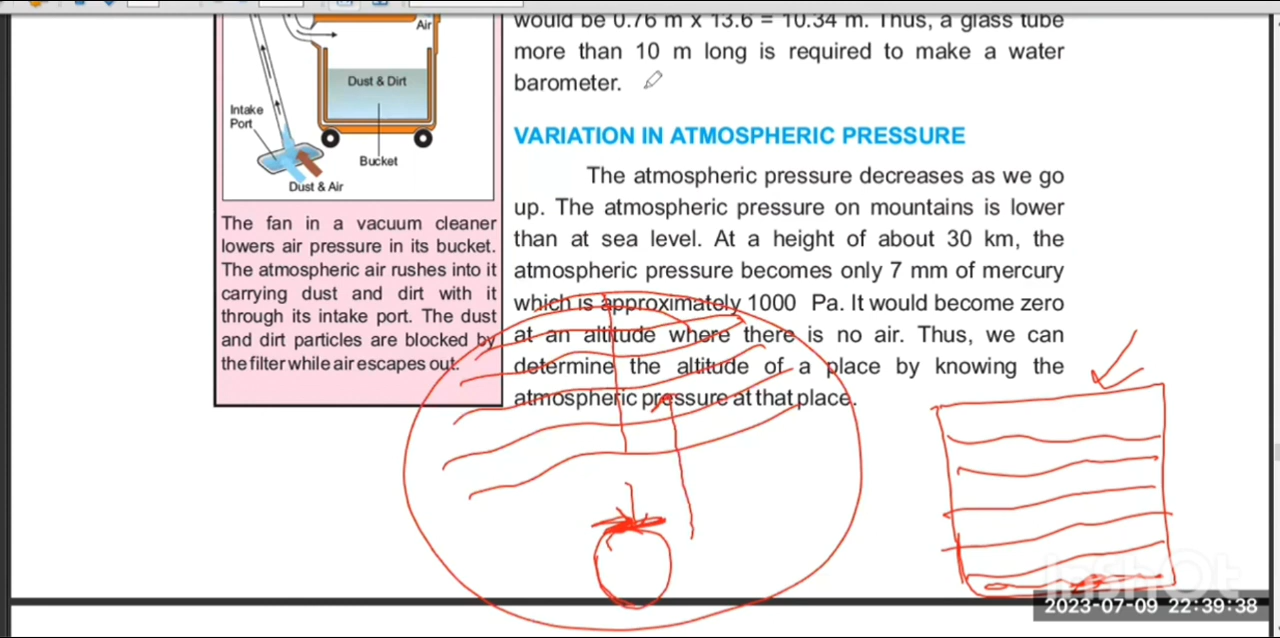 Air
Dust & Dirt
Intake
Port
Bucket
Dust & Air
The fan in a vacuum cleaner
lowers air pressure in its bucket.
The atmospheric air rushes into it
carrying dust and dirt with it
through its intake port. The dust
and dirt particles are blocked by
the filter while air escapes out.
would be 0.76 m x 13.6 = 10.34 m. Thus, a glass tube
more than 10 m long is required to make a water
barometer.
VARIATION IN ATMOSPHERIC PRESSURE
The atmospheric pressure decreases as we go
up. The atmospheric pressure on mountains is lower
than at sea level. At a height of about 30 km, the
atmospheric pressure becomes only 7 mm of mercury
which is approximately 1000 Pa. It would become zero
at an altitude where there is no air. Thus, we can
determine the altitude of a place by knowing the
atmospheric pressure at that place.
InShOt
2023-07-09 22:39:38